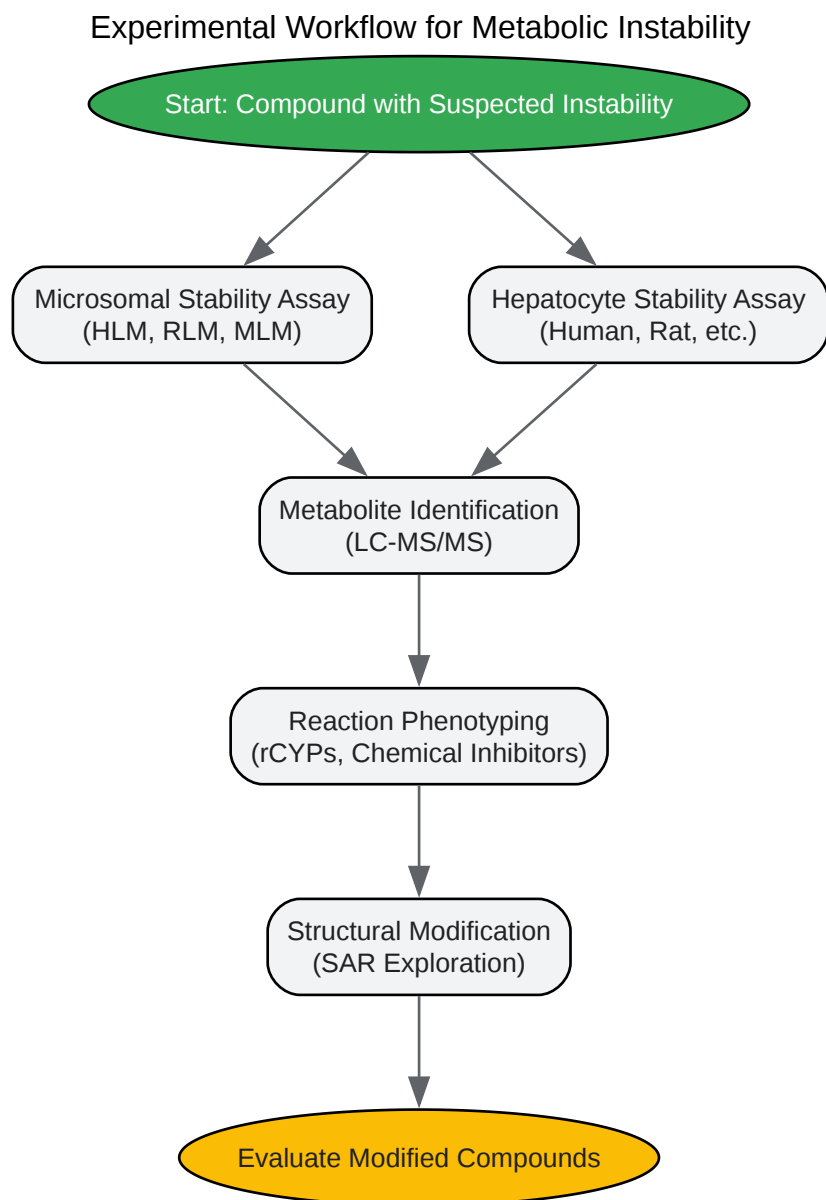 Experimental Workflow for Metabolic Instability
Start: Compound with Suspected Instability
Microsomal Stability Assay
(HLM, RLM, MLM)
Hepatocyte Stability Assay
(Human, Rat, etc.)
Metabolite Identification
(LC-MS/MS)
Reaction Phenotyping
(rCYPs, Chemical Inhibitors)
Structural Modification
(SAR Exploration)
Evaluate Modified Compounds